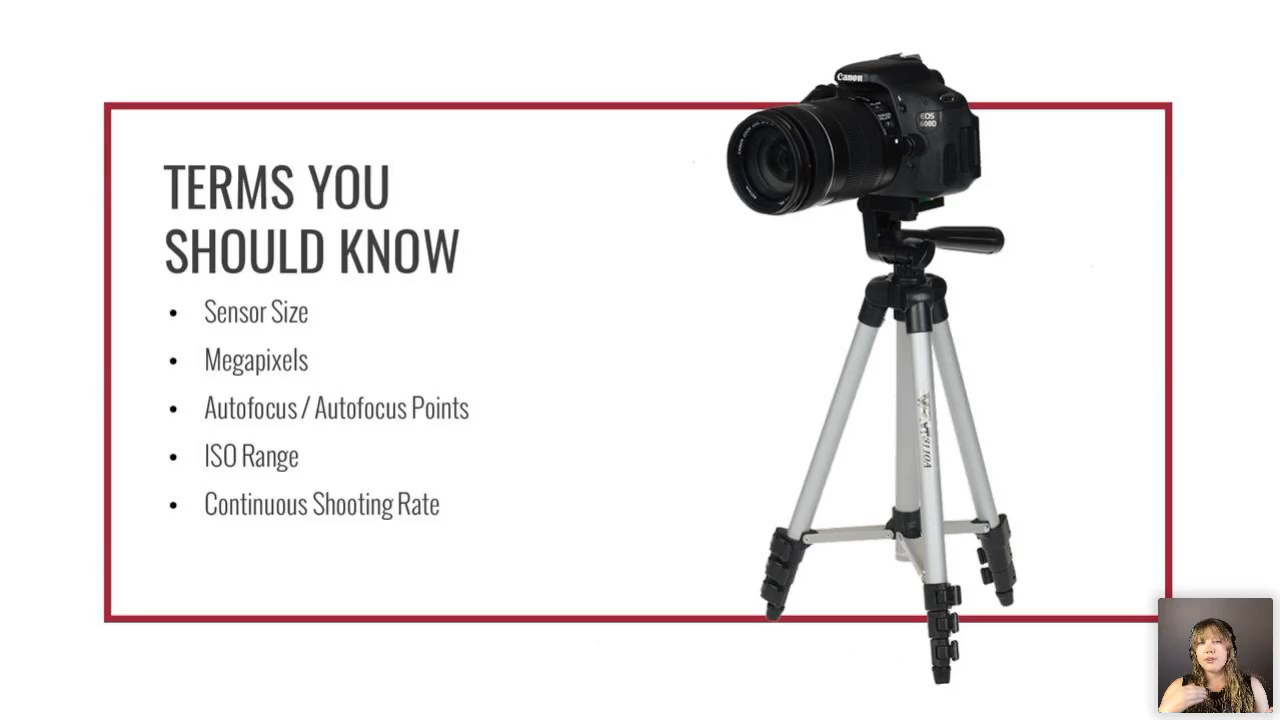 TERMS YOU
SHOULD KNOW
• Sensor Size
• Megapixels
• Autofocus / Autofocus Points
• ISO Range
• Continuous Shooting Rate
Canon
EOS
600D